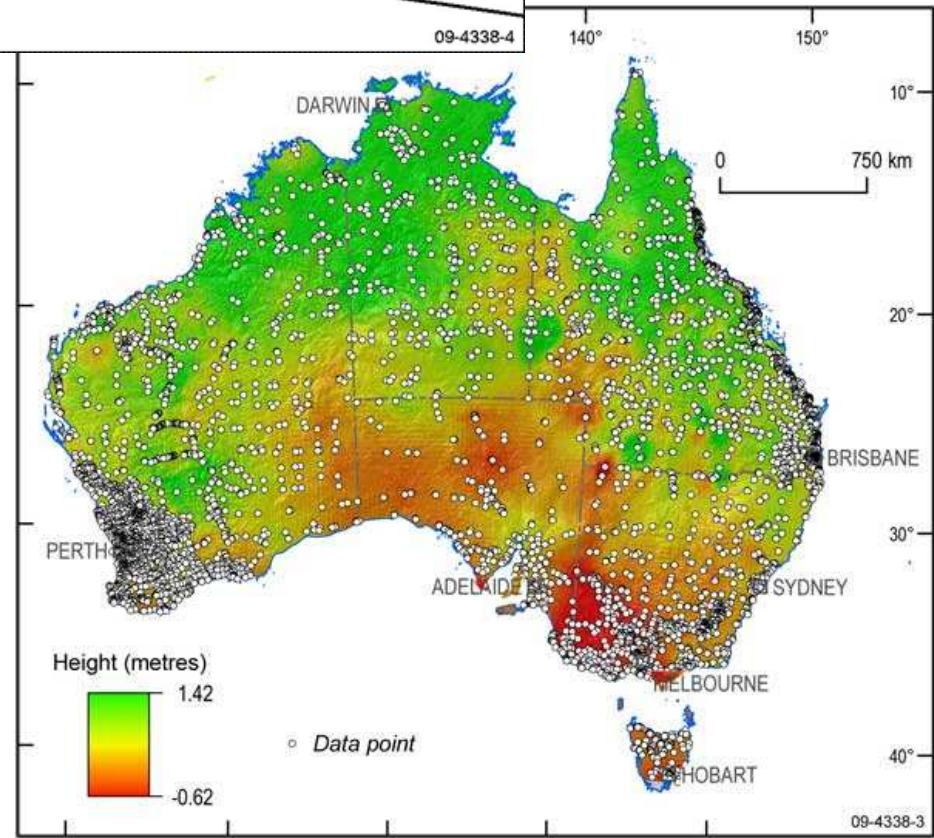 09-4338-4
140°
150°
DARWIN
10°
0
750 km
20°
BRISBANE
30°
PERTH
ADELAIDE
SYDNEY
Height (metres)
MELBOURNE
1.42
Data point
-0.62
40°
HOBART
09-4338-3